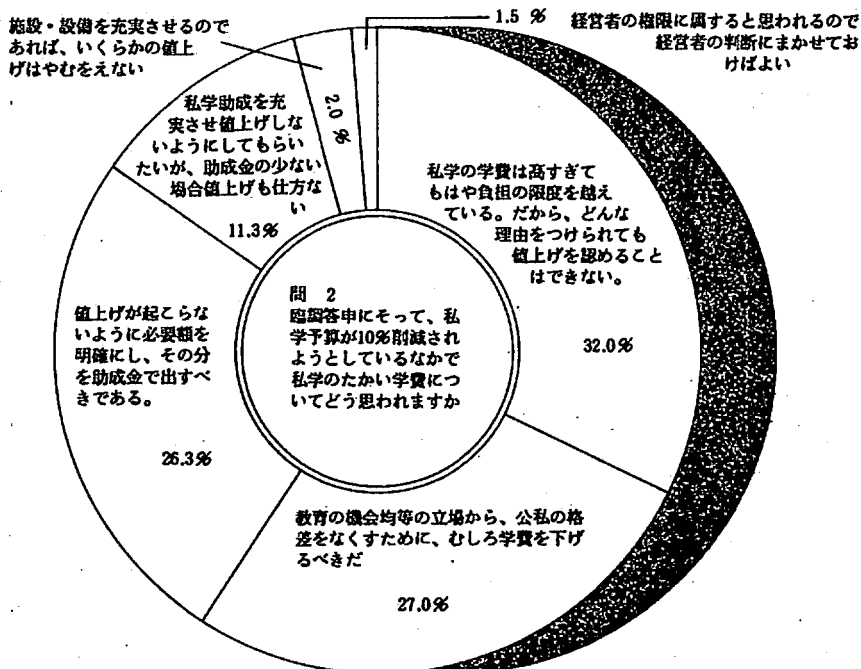 施設・設備を充実させるので
あれば、いくらかの値上
げはやむをえない
1.5 %
経営者の権限に属すると思われるので
経営者の判断にまかせてお
けばよい
2.0 %
私学助成を充
実させ値上げしな
いようにしてもらい
たいが、助成金の少ない
場合値上げも仕方な
い
11.3%
私学の学費は高すぎて
もはや負担の限度を越え
ている。だから、どんな
理由をつけられても
値上げを認めること
はできない。
32.0%
値上げが起こらな
いように必要額を
明確にし、その分
を助成金で出すべ
きである。
26.3%
問 2
臨調答申にそって、私
学予算が10%削減され
ようとしているなかで
私学のたかい学費につ
いてどう思われますか
教育の機会均等の立場から、公私の格
差をなくすために、むしろ学費を下げ
るべきだ
27.0%